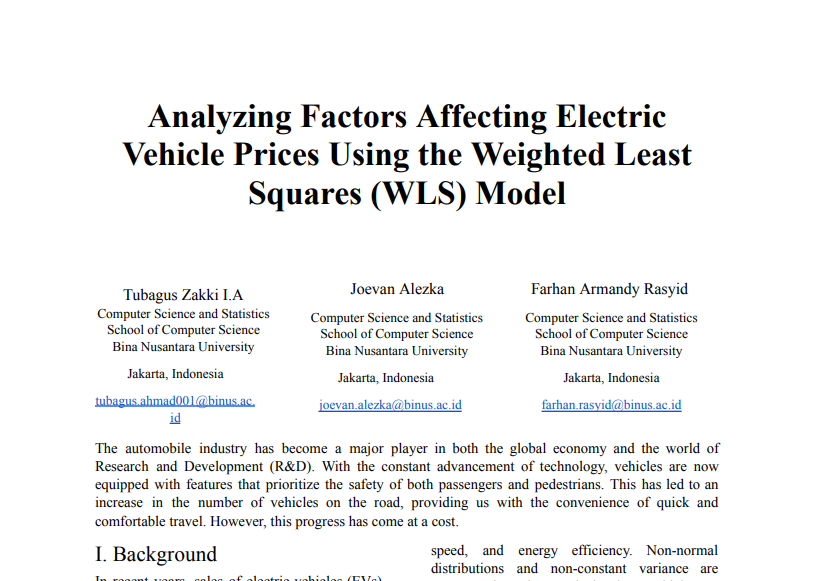 Analyzing Factors Affecting Electric
Vehicle Prices Using the Weighted Least
Squares (WLS) Model
Tubagus Zakki I.A
Computer Science and Statistics
School of Computer Science
Bina Nusantara University
Jakarta, Indonesia
tubagus.ahmad001@binus.ac.
id
Joevan Alezka
Computer Science and Statistics
School of Computer Science
Bina Nusantara University
Jakarta, Indonesia
joevan.alezka@binus.ac.id
Farhan Armandy Rasyid
Computer Science and Statistics
School of Computer Science
Bina Nusantara University
Jakarta, Indonesia
farhan.rasyid@binus.ac.id
The automobile industry has become a major player in both the global economy and the world of
Research and Development (R&D). With the constant advancement of technology, vehicles are now
equipped with features that prioritize the safety of both passengers and pedestrians. This has led to an
increase in the number of vehicles on the road, providing us with the convenience of quick and
comfortable travel. However, this progress has come at a cost.
I. Background
In recent years, sales of electric vehicles (EVs)
speed, and energy efficiency. Non-normal
distributions and non-constant variance are